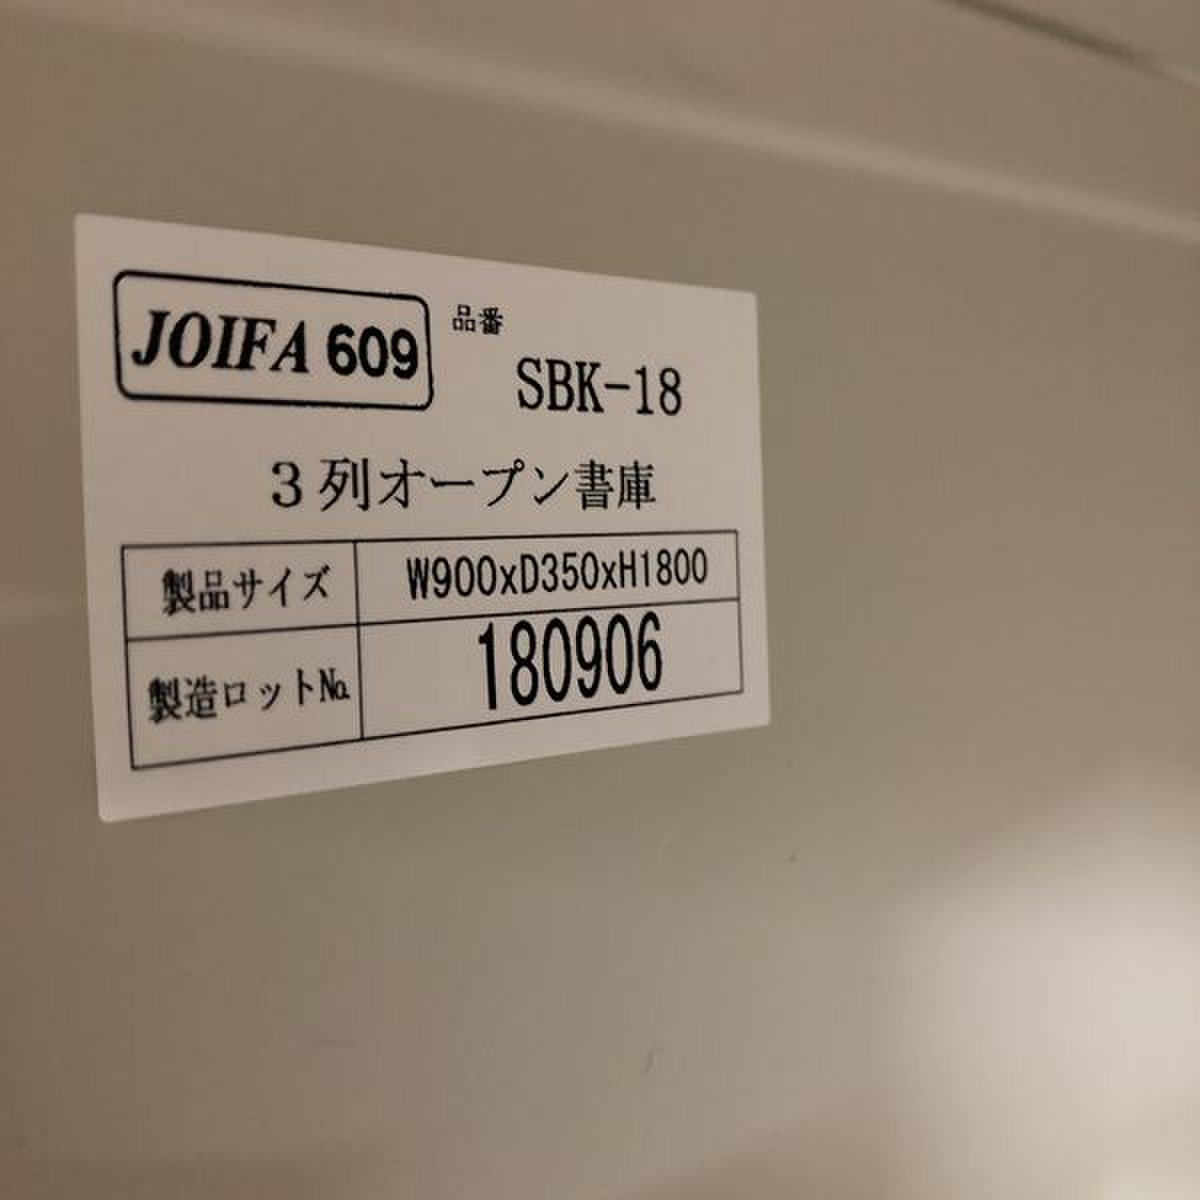 JOIFA 609
品番
SBK-18
3列オープン書庫
製品サイズ W900xD350xH1800
製造ロット№ 180906